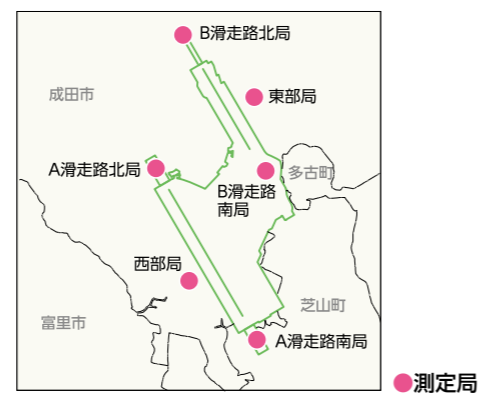 B滑走路北局
成田市
東部局
A滑走路北局
多古町
B滑走路
南局
西部局
芝山町
富里市
A滑走路南局
測定局